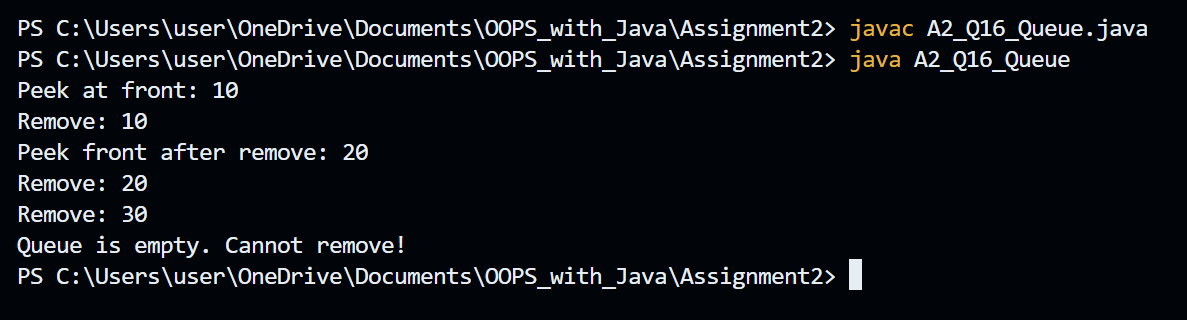 PS C:\Users\user\OneDrive\Documents\OOPS_with_Java\Assignment2> javac A2_Q16_Queue.java
PS C:\Users\user\OneDrive\Documents\OOPS_with_Java\Assignment2> java A2_Q16_Queue
Peek at front: 10
Remove: 10
Peek front after remove: 20
Remove: 20
Remove: 30
Queue is empty. Cannot remove!
PS C:\Users\user\OneDrive\Documents\OOPS_with_Java\Assignment2>